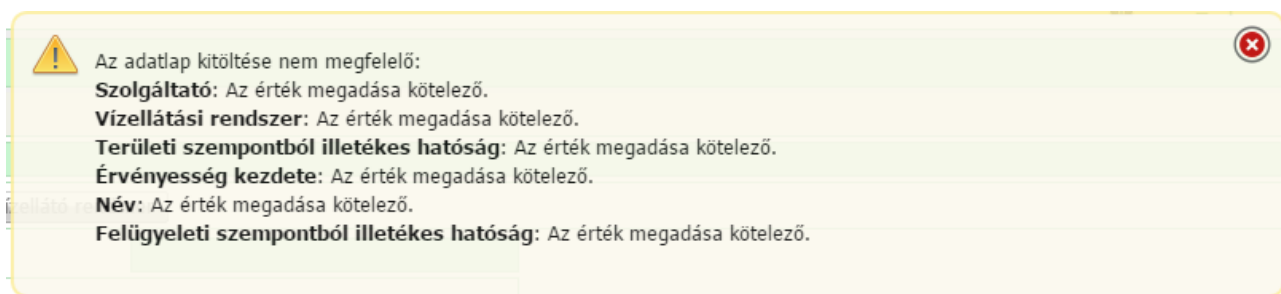 Az adatlap kitöltése nem megfelelő:
Szolgáltató: Az érték megadása kötelező.
Vízellátási rendszer: Az érték megadása kötelező.
Területi szempontból illetékes hatóság: Az érték megadása kötelező.
Érvényesség kezdete: Az érték megadása kötelező.
Név: Az érték megadása kötelező.
Felügyeleti szempontból illetékes hatóság: Az érték megadása kötelező.